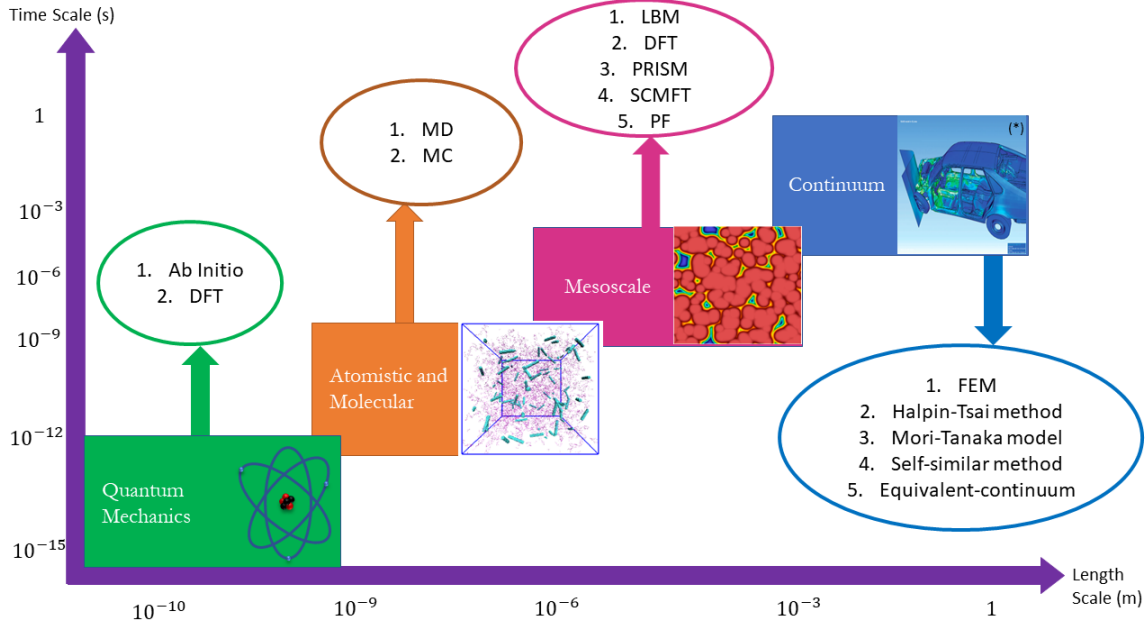 Time Scale (s)
1
10⁻³
10⁻⁶
10⁻⁹
10⁻¹²
10⁻¹⁵
1. Ab Initio
2. DFT
Quantum
Mechanics
1. MD
2. MC
Atomistic and
Molecular
1. LBM
2. DFT
3. PRISM
4. SCMFT
5. PF
Mesoscale
Continuum
(*)
1. FEM
2. Halpin-Tsai method
3. Mori-Tanaka model
4. Self-similar method
5. Equivalent-continuum
10⁻¹⁰
10⁻⁹
10⁻⁶
10⁻³
1
Length
Scale (m)